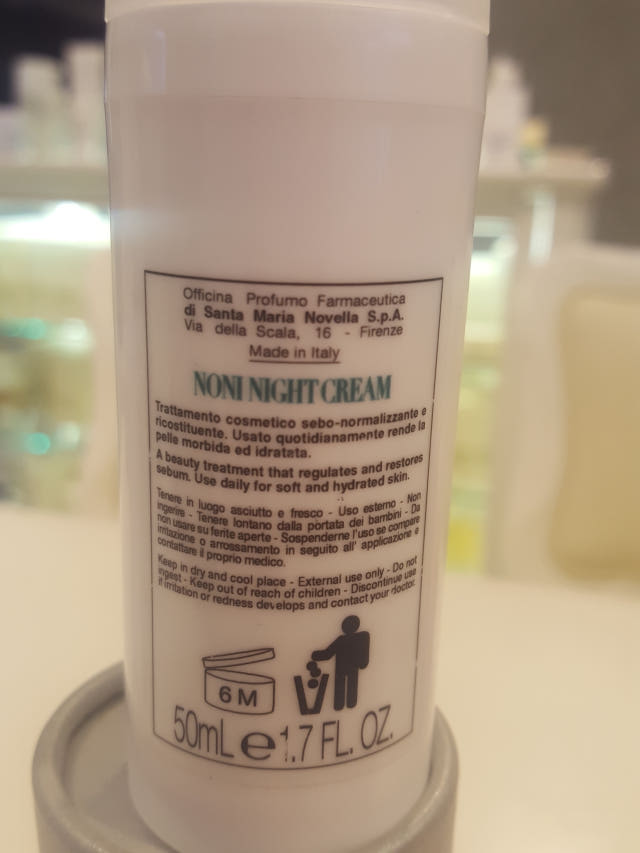 Officina Profumo Farmaceutica
di Santa Maria Novella S.p.A.
Via della Scala, 16 - Firenze
Made in Italy
NONI NIGHT CREAM
Trattamento cosmetico sebo-normalizzante e
ricostituente. Usato quotidianamente rende la
pelle morbida ed idratata.
A beauty treatment that regulates and restores
sebum. Use daily for soft and hydrated skin.
Tenere in luogo asciutto e fresco - Uso esterno - Non
ingerire - Tenere lontano dalla portata dei bambini - Da
non usare su ferite aperte - Sospenderne l'uso se compare
irritazione o arrossamento in seguito all' applicazione e
contattare il proprio medico.
Keep in dry and cool place - External use only - Do not
ingest - Keep out of reach of children - Discontinue use
if irritation or redness develops and contact your doctor.
6 M
50mL e 1.7 FL. OZ.